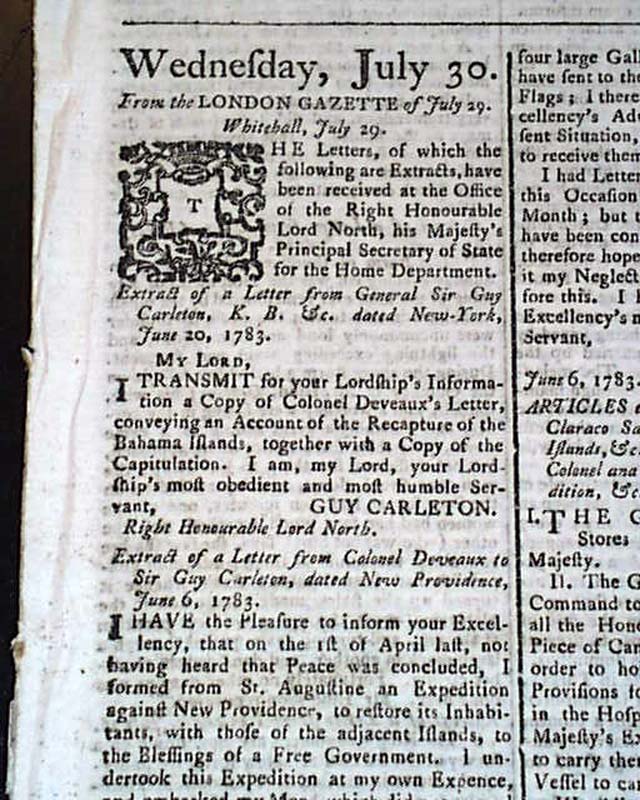 Wedneſday, July 30.
From the LONDON GAZETTE of July 29.
Whitehall, July 29.
THE Letters, of which the
following are Extracts, have
been received at the Office
of the Right Honourable
Lord North, his Majeſty's
Principal Secretary of State
for the Home Department.
Extract of a Letter from General Sir Guy
Carleton, K. B. &c. dated New-York,
June 20, 1783.
My Lord,
I TRANSMIT for your Lordſhip's Informa-
tion a Copy of Colonel Deveaux's Letter,
conveying an Account of the Recapture of the
Bahama Iſlands, together with a Copy of the
Capitulation. I am, my Lord, your Lord-
ſhip's moſt obedient and moſt humble Ser-
vant, GUY CARLETON.
Right Honourable Lord North.
Extract of a Letter from Colonel Deveaux to
Sir Guy Carleton, dated New Providence,
June 6, 1783.
I HAVE the Pleaſure to inform your Excel-
lency, that on the 1ſt of April laſt, not
having heard that Peace was concluded, I
formed from St. Auguſtine an Expedition
againſt New Providence, to reſtore its Inhabi-
tants, with thoſe of the adjacent Iſlands, to
the Bleſſings of a Free Government. I un-
dertook this Expedition at my own Expence,
four large Gall
have ſent to the
Flags; I there
cellency's Adv
ſent Situation,
to receive them
I had Letter
this Occaſion
Month; but
have been con
therefore hope
it my Neglect
fore this. I
Excellency's m
Servant,
June 6, 1783.
ARTICLES
Claraco Sa
Iſlands, &c.
Colonel and
dition, &c
I. THE G
Stores
Majeſty.
II. The G
Command to
all the Hono
Piece of Can
order to ho
Proviſions f
in the Hoſp
Majeſty's Ex
to carry them
Veſſel to ca